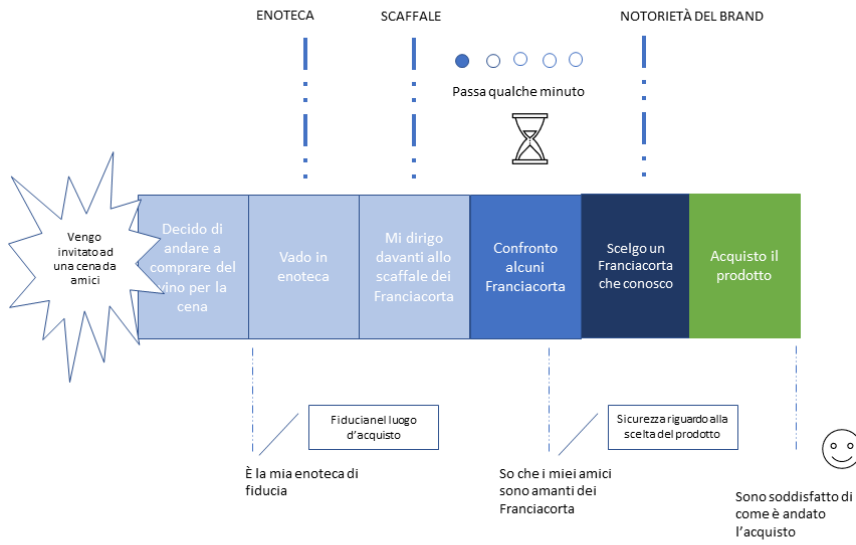 ENOTECA
SCAFFALE
NOTORIETÀ DEL BRAND
Passa qualche minuto
Vengo
invitato ad
una cena da
amici
Decido di
andare a
comprare del
vino per la
cena
Vado in
enoteca
Mi dirigo
davanti allo
scaffale dei
Franciacorta
Confronto
alcuni
Franciacorta
Scelgo un
Franciacorta
che conosco
Acquisto il
prodotto
Fiducia nel luogo
d'acquisto
Sicurezza riguardo alla
scelta del prodotto
È la mia enoteca di
fiducia
So che i miei amici
sono amanti dei
Franciacorta
Sono soddisfatto di
come è andato
l'acquisto